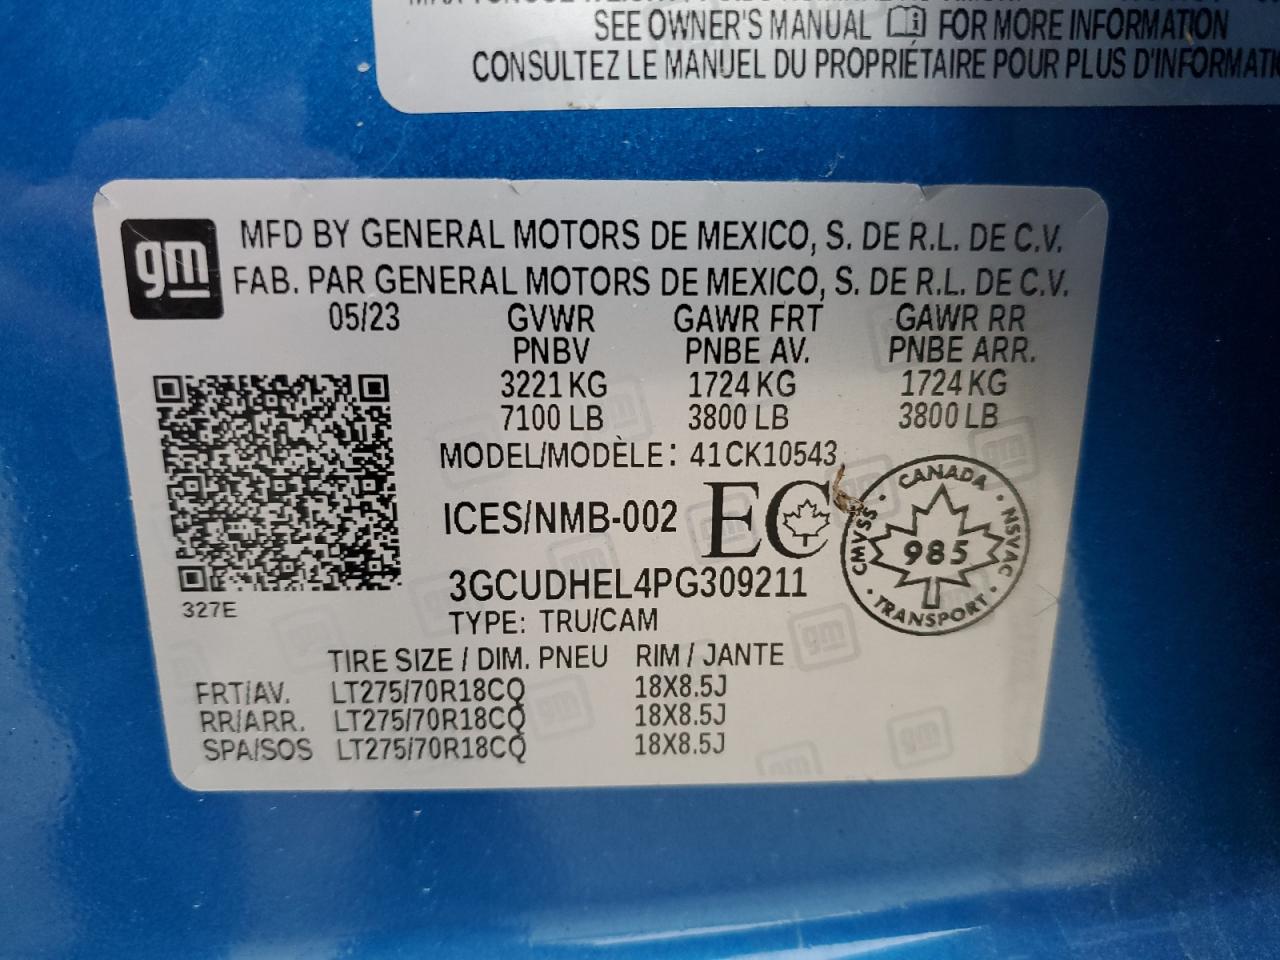 SEE OWNER'S MANUAL FOR MORE INFORMATION
CONSULTEZ LE MANUEL DU PROPRIÉTAIRE POUR PLUS D'INFORMATI
gm
MFD BY GENERAL MOTORS DE MEXICO, S. DE R.L. DE C.V.
FAB. PAR GENERAL MOTORS DE MEXICO, S. DE R.L. DE C.V.
05/23 GVWR GAWR FRT GAWR RR
PNBV PNBE AV. PNBE ARR.
3221 KG 1724 KG 1724 KG
7100 LB 3800 LB 3800 LB
MODEL/MODÈLE: 41CK10543
ICES/NMB-002 EC
CANADA
CMVSS 985 NSVAC
TRANSPORT
3GCUDHEL4PG309211
327E
TYPE: TRU/CAM
TIRE SIZE / DIM. PNEU RIM / JANTE
FRT/AV. LT275/70R18CQ 18X8.5J
RR/ARR. LT275/70R18CQ 18X8.5J
SPA/SOS LT275/70R18CQ 18X8.5J